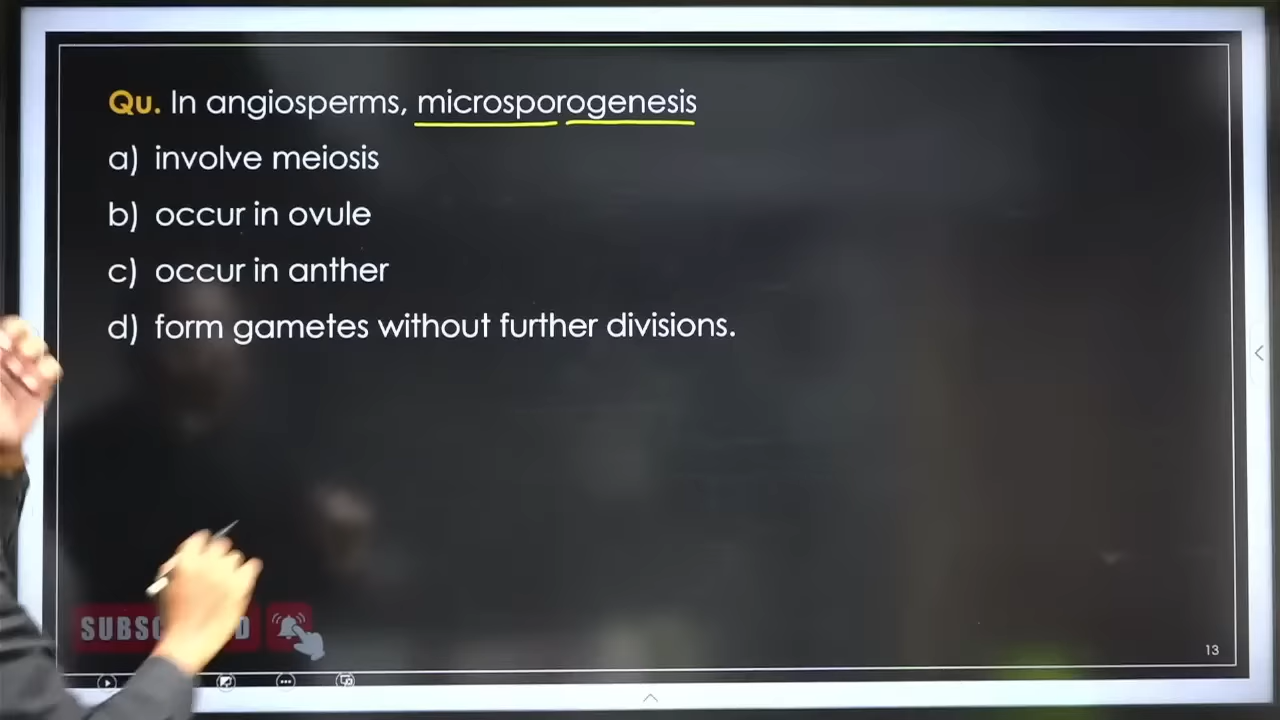 Qu. In angiosperms, microsporogenesis
a) involve meiosis
b) occur in ovule
c) occur in anther
d) form gametes without further divisions.
13